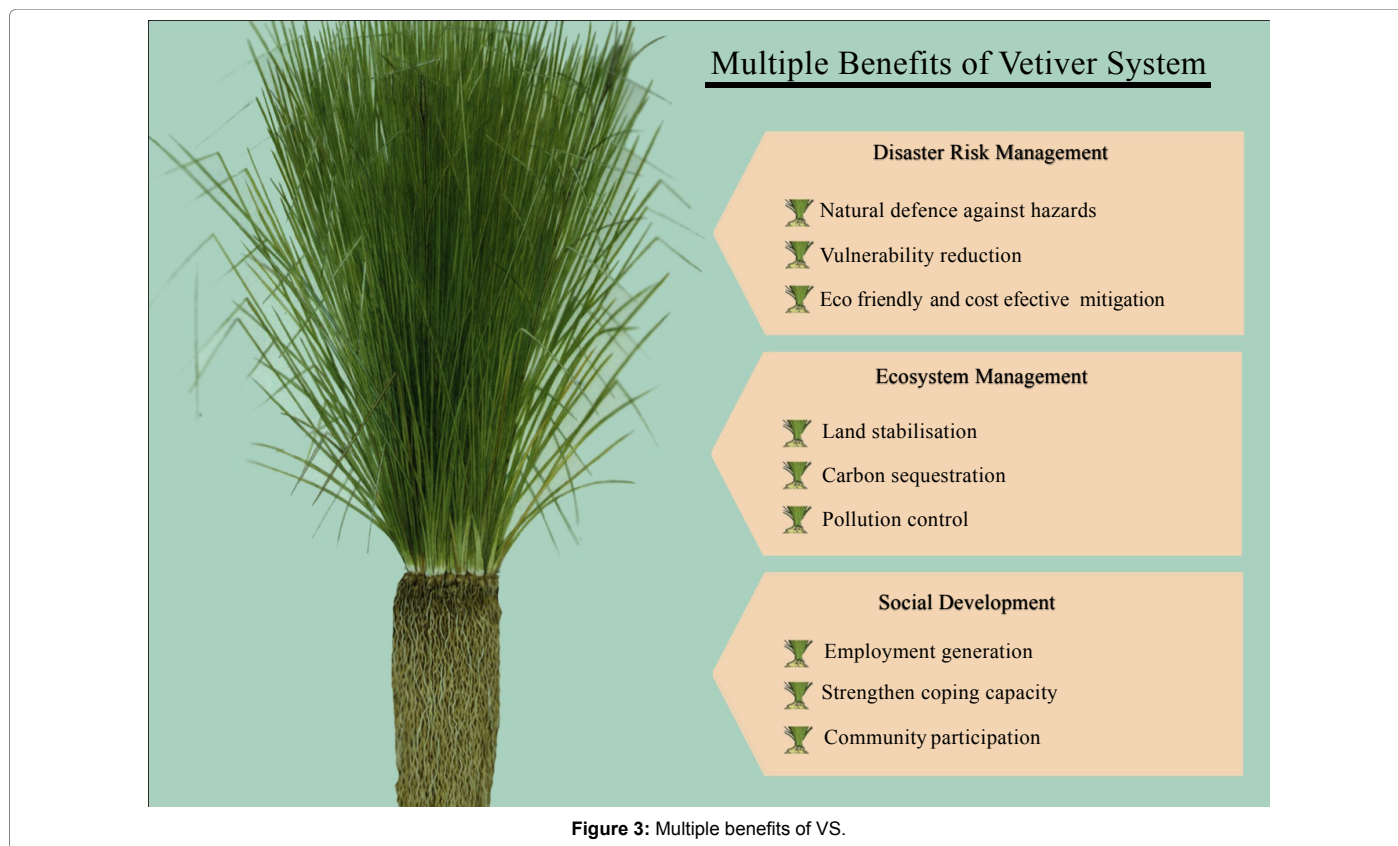 Multiple Benefits of Vetiver System
Disaster Risk Management
Natural defence against hazards
Vulnerability reduction
Eco friendly and cost efective mitigation
Ecosystem Management
Land stabilisation
Carbon sequestration
Pollution control
Social Development
Employment generation
Strengthen coping capacity
Community participation
Figure 3: Multiple benefits of VS.